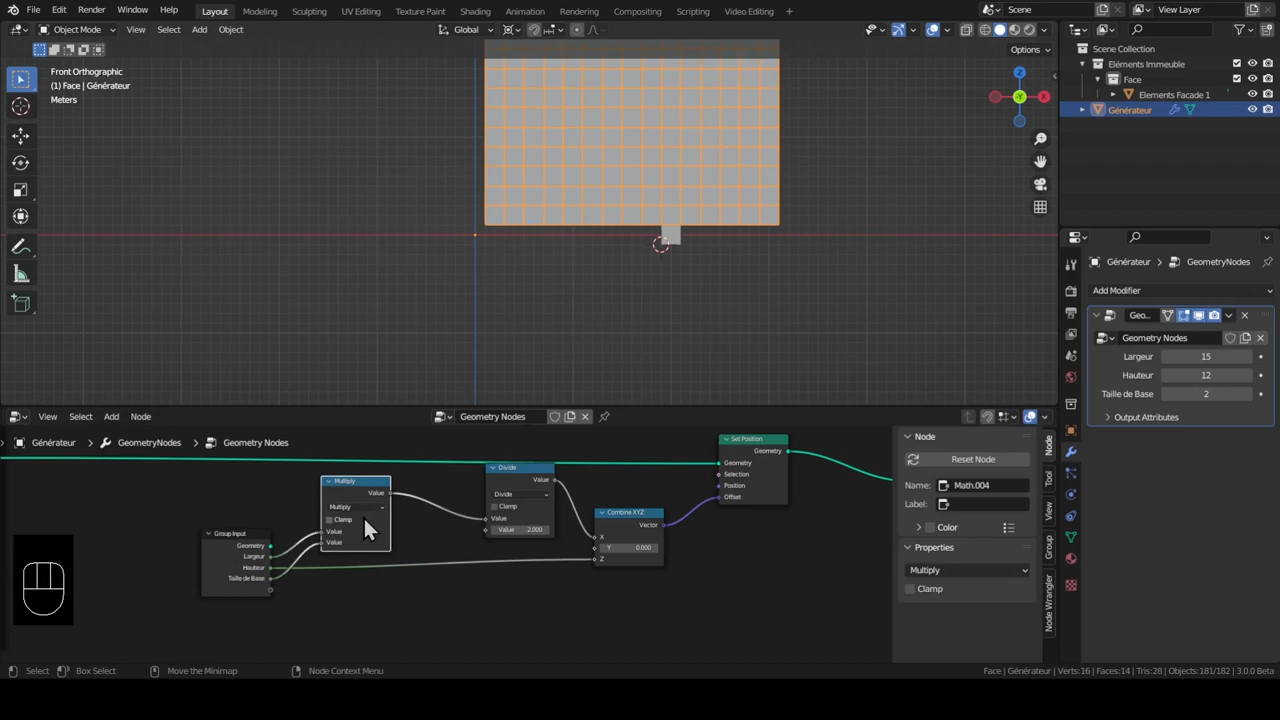 File Edit Render Window Help
Layout Modeling Sculpting UV Editing Texture Paint Shading Animation Rendering Compositing Scripting Video Editing +
Scene
View Layer
Object Mode View Select Add Object
Global
Options
Front Orthographic
(1) Face | Générateur
Meters
Z
Y
X
Scene Collection
Eléments Immeuble
Face
Elements Facade 1
Générateur
Générateur > GeometryNodes
Add Modifier
Geo...
Geometry Nodes
Largeur 15
Hauteur 12
Taille de Base 2
Output Attributes
View Select Add Node
Geometry Nodes
Générateur > GeometryNodes > Geometry Nodes
Group Input
Geometry
Largeur
Hauteur
Taille de Base
Multiply
Value
Multiply
Clamp
Value
Value
Divide
Value
Divide
Clamp
Value
Value 2.000
Combine XYZ
Vector
X
Y 0.000
Z
Set Position
Geometry
Geometry
Selection
Position
Offset
Node
Reset Node
Name: Math.004
Label:
Color
Properties
Multiply
Clamp
Node
Tool
View
Group
Node Wrangler
Select Box Select Move the Minimap Node Context Menu
Face | Générateur | Verts:16 | Faces:14 | Tris:28 | Objects:181/182 | 3.0.0 Beta